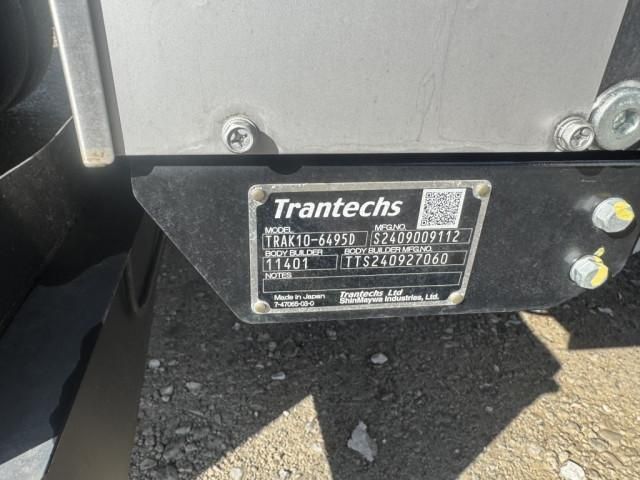 Trantechs
MODEL MFG.NO.
TRAK10-6495D S2409009112
BODY BUILDER BODY BUILDER MFG.NO.
11401 TTS240927060
NOTES
Made in Japan Trantechs Ltd
7-47065-03-0 ShinMaywa Industries, Ltd.